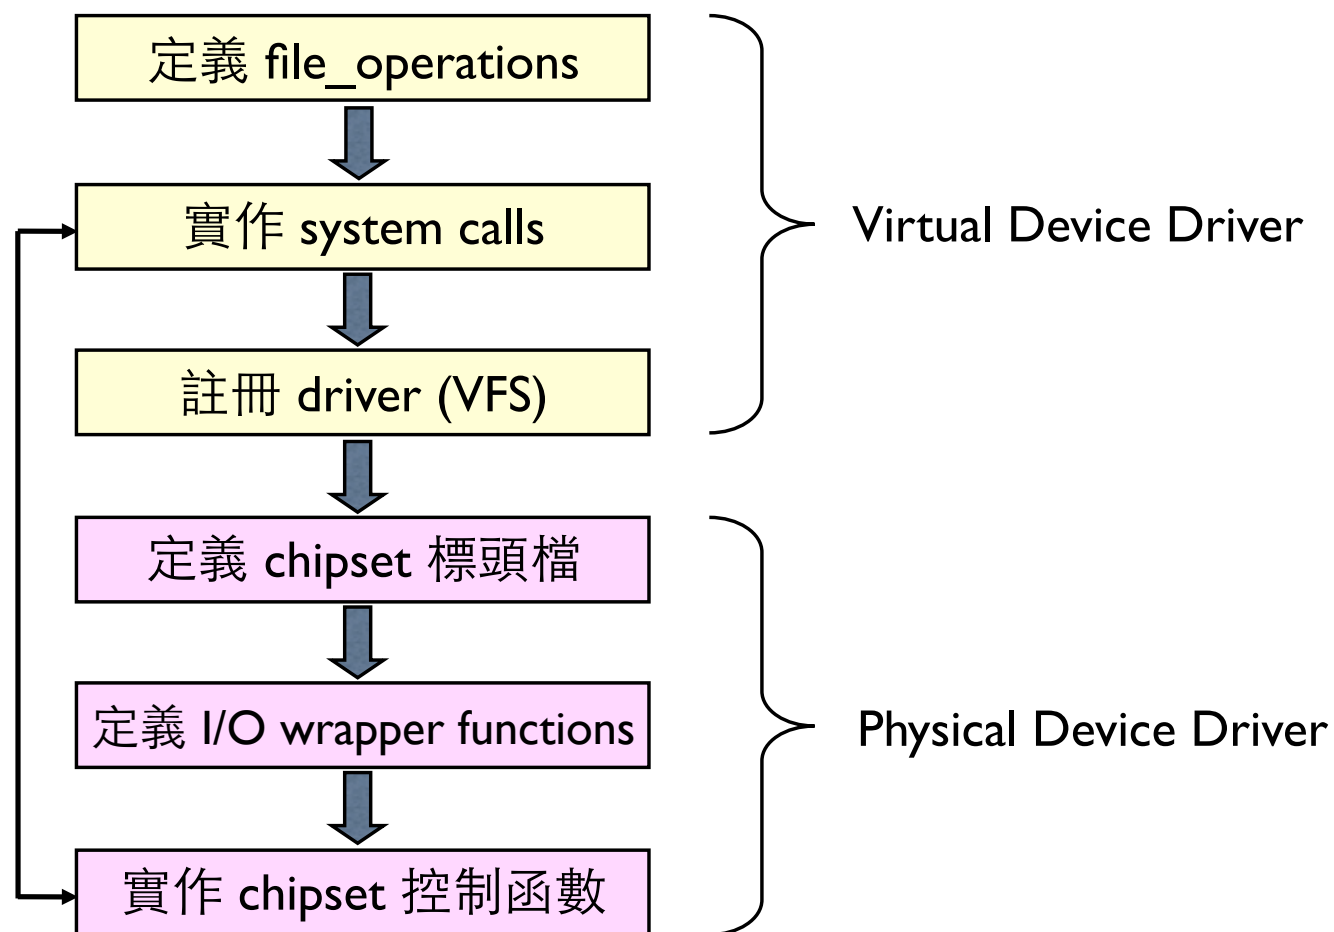 定義 file_operations
實作 system calls
Virtual Device Driver
註冊 driver (VFS)
定義 chipset 標頭檔
定義 I/O wrapper functions
Physical Device Driver
實作 chipset 控制函數